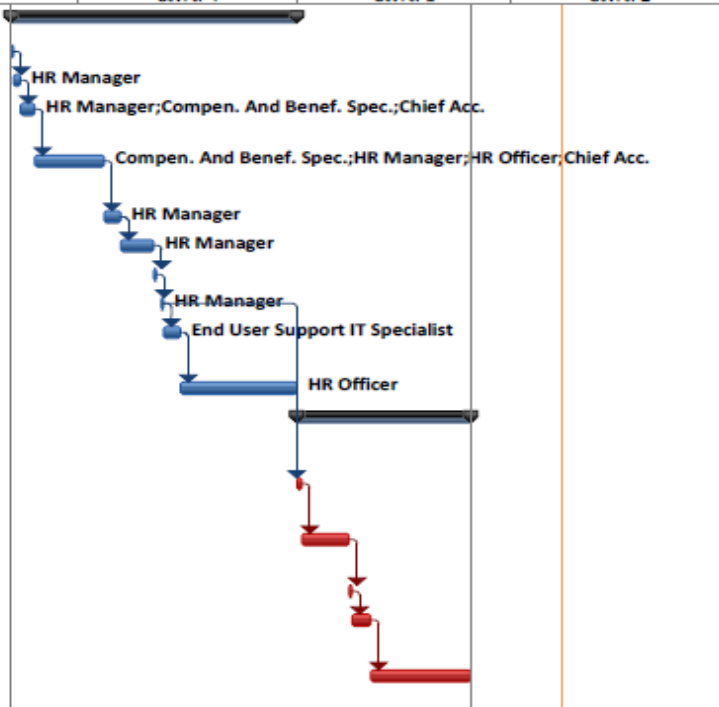 HR Manager
HR Manager;Compen. And Benef. Spec.;Chief Acc.
Compen. And Benef. Spec.;HR Manager;HR Officer;Chief Acc.
HR Manager
HR Manager
HR Manager
End User Support IT Specialist
HR Officer